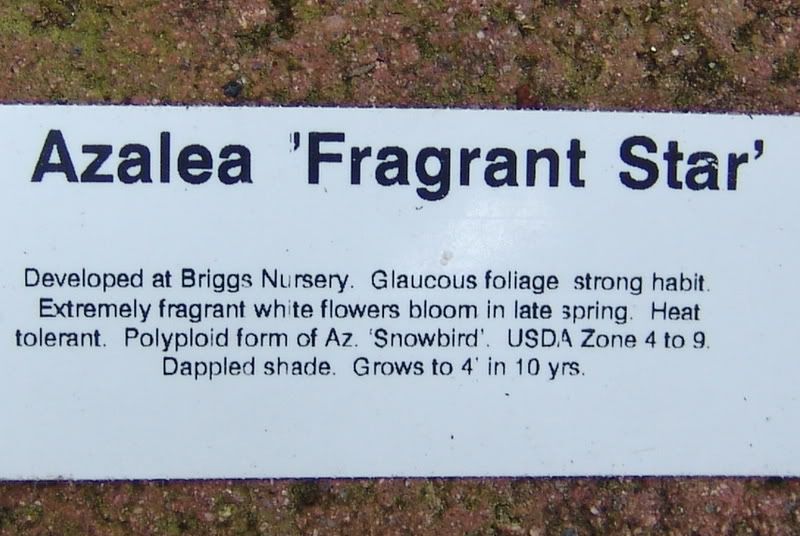 Azalea 'Fragrant Star'
Developed at Briggs Nursery. Glaucous foliage strong habit.
Extremely fragrant white flowers bloom in late spring. Heat
tolerant. Polyploid form of Az. 'Snowbird'. USDA Zone 4 to 9.
Dappled shade. Grows to 4' in 10 yrs.